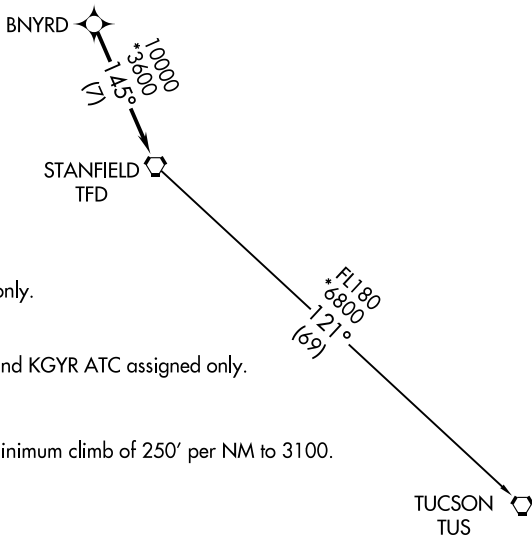 BNYRD
10000
*3600
145°
(7)
STANFIELD
TFD
only.
FL180
*6800
121°
(69)
nd KGYR ATC assigned only.
inimum climb of 250' per NM to 3100.
TUCSON
TUS